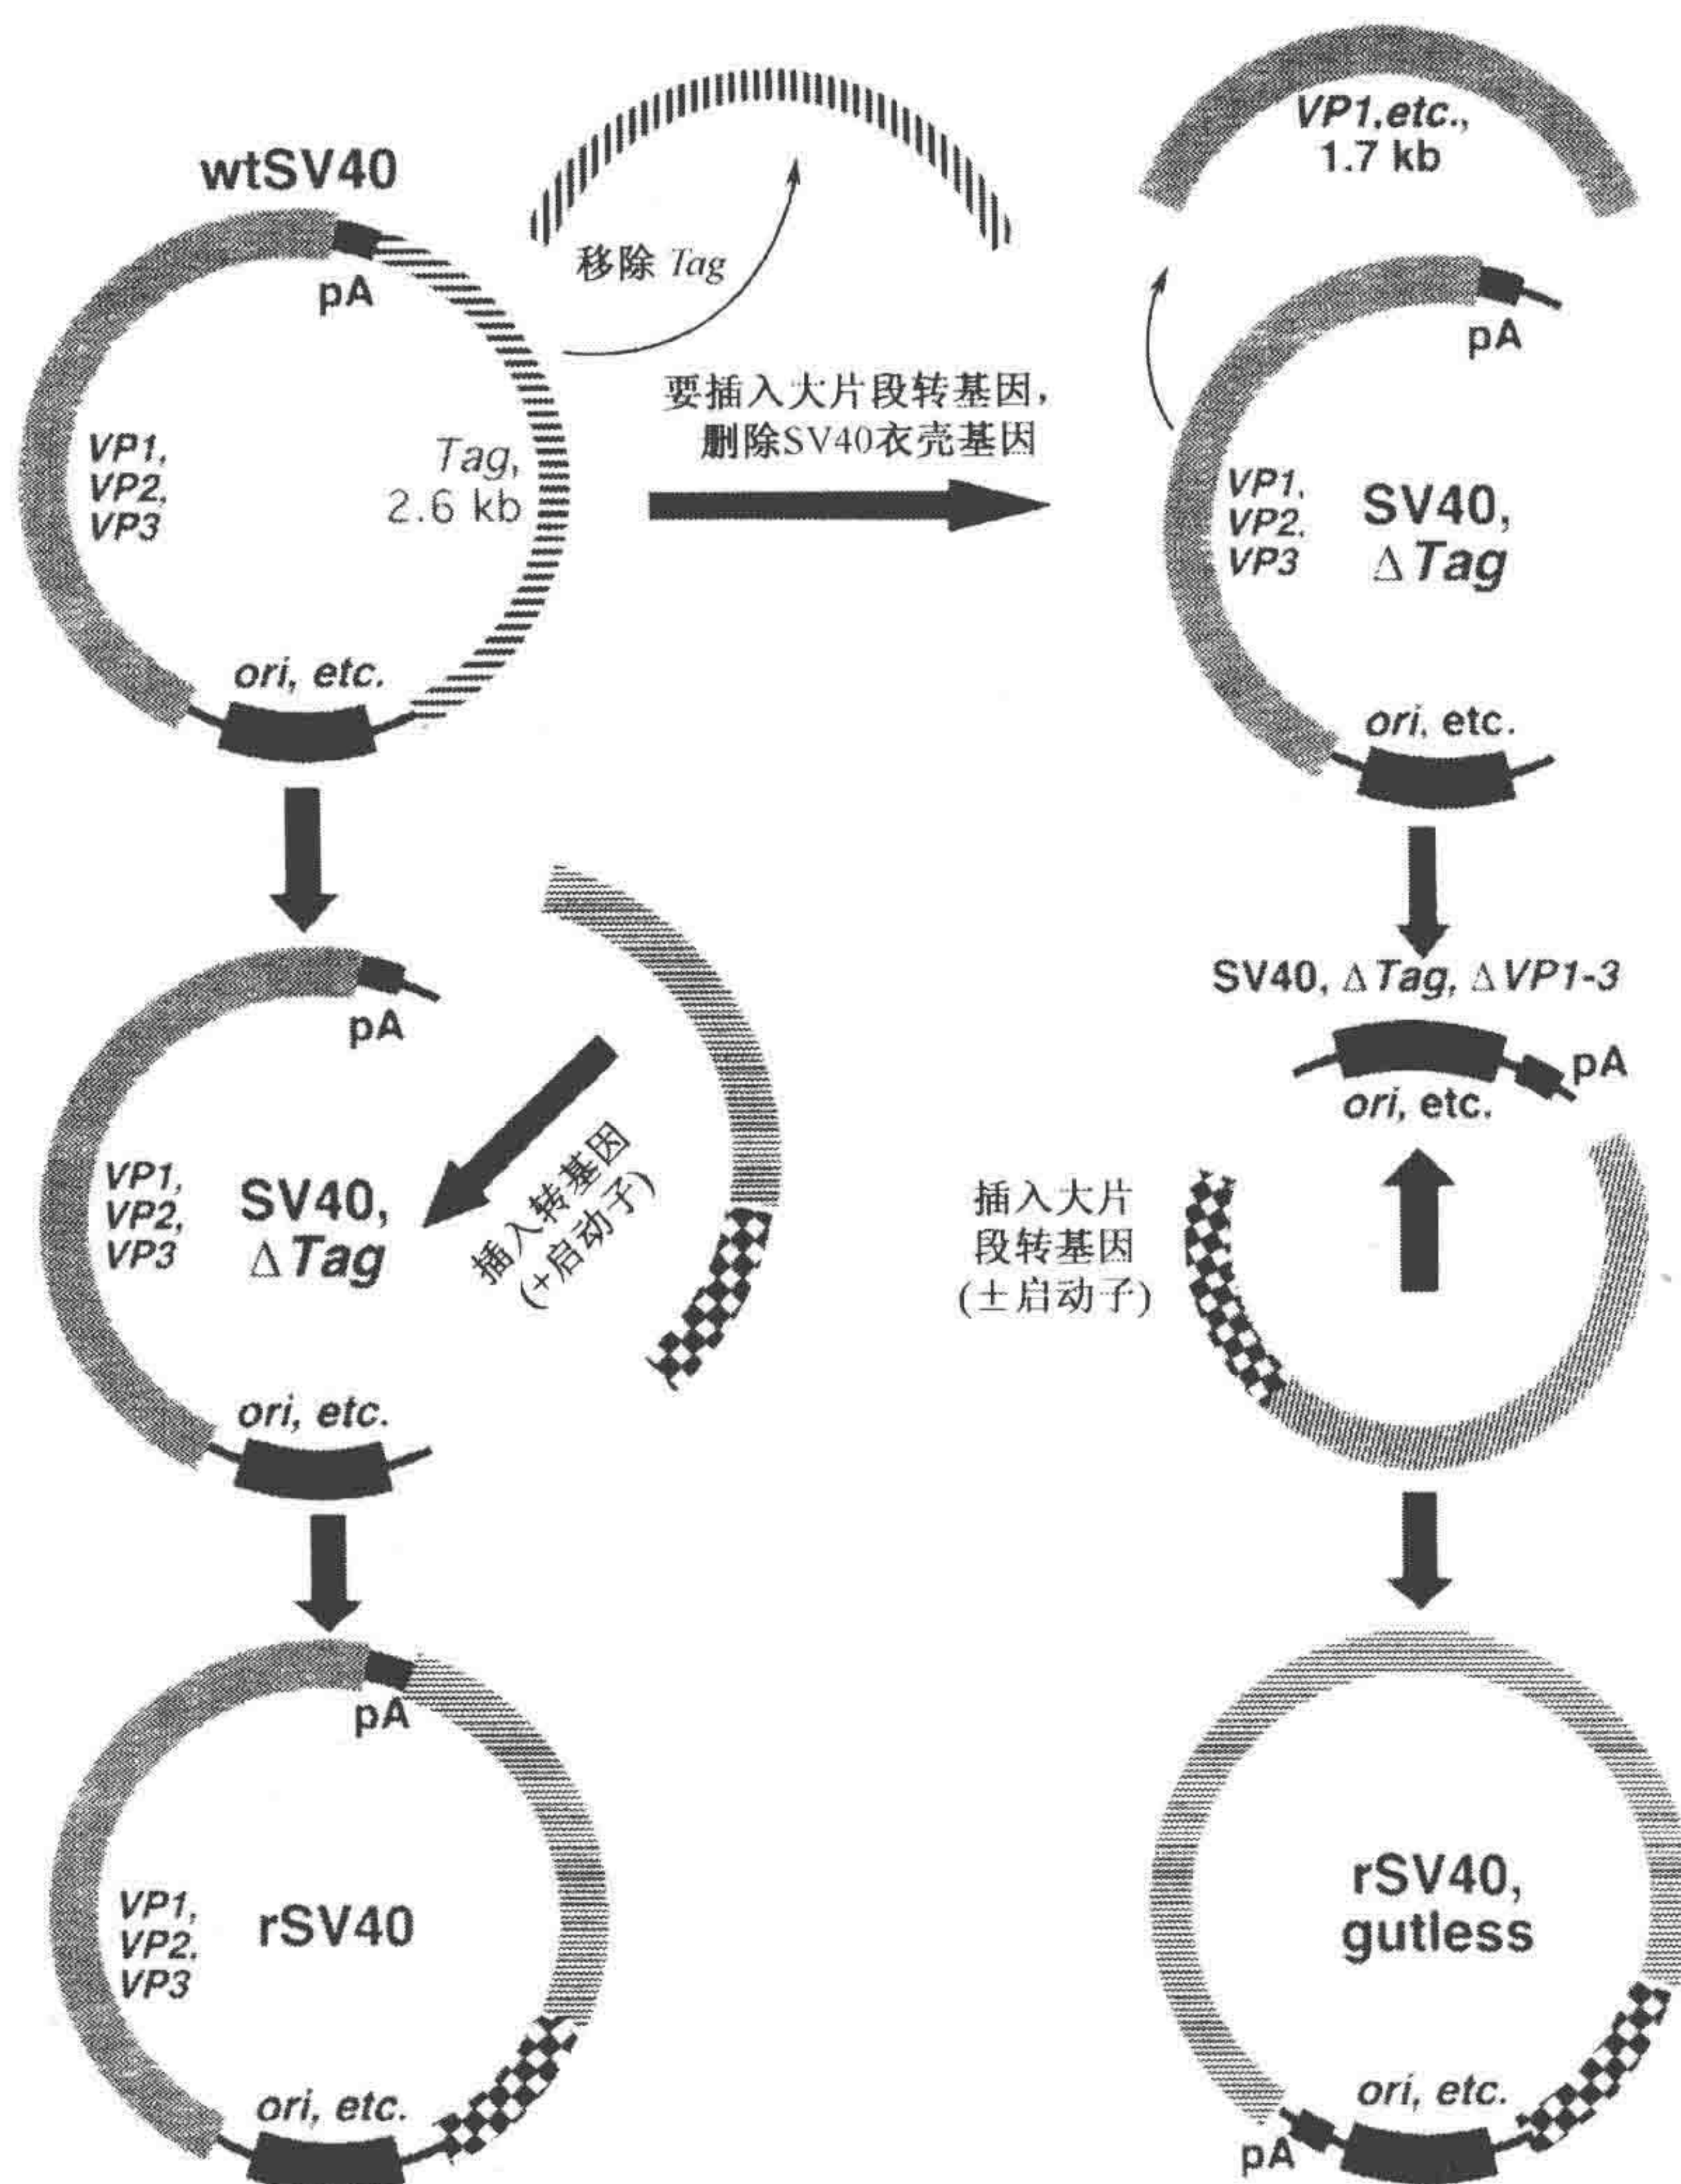 wtSV40
pA
VP1,
VP2,
VP3
Tag,
2.6 kb
ori, etc.
移除 Tag
要插入大片段转基因，
删除SV40衣壳基因
VP1,etc.,
1.7 kb
pA
VP1,
VP2,
VP3
SV40,
ΔTag
ori, etc.
pA
VP1,
VP2,
VP3
SV40,
ΔTag
插入转基因
(+启动子)
ori, etc.
SV40, ΔTag, ΔVP1-3
pA
ori, etc.
插入大片
段转基因
(±启动子)
pA
VP1,
VP2,
VP3
rSV40
ori, etc.
rSV40,
gutless
ori, etc.
pA